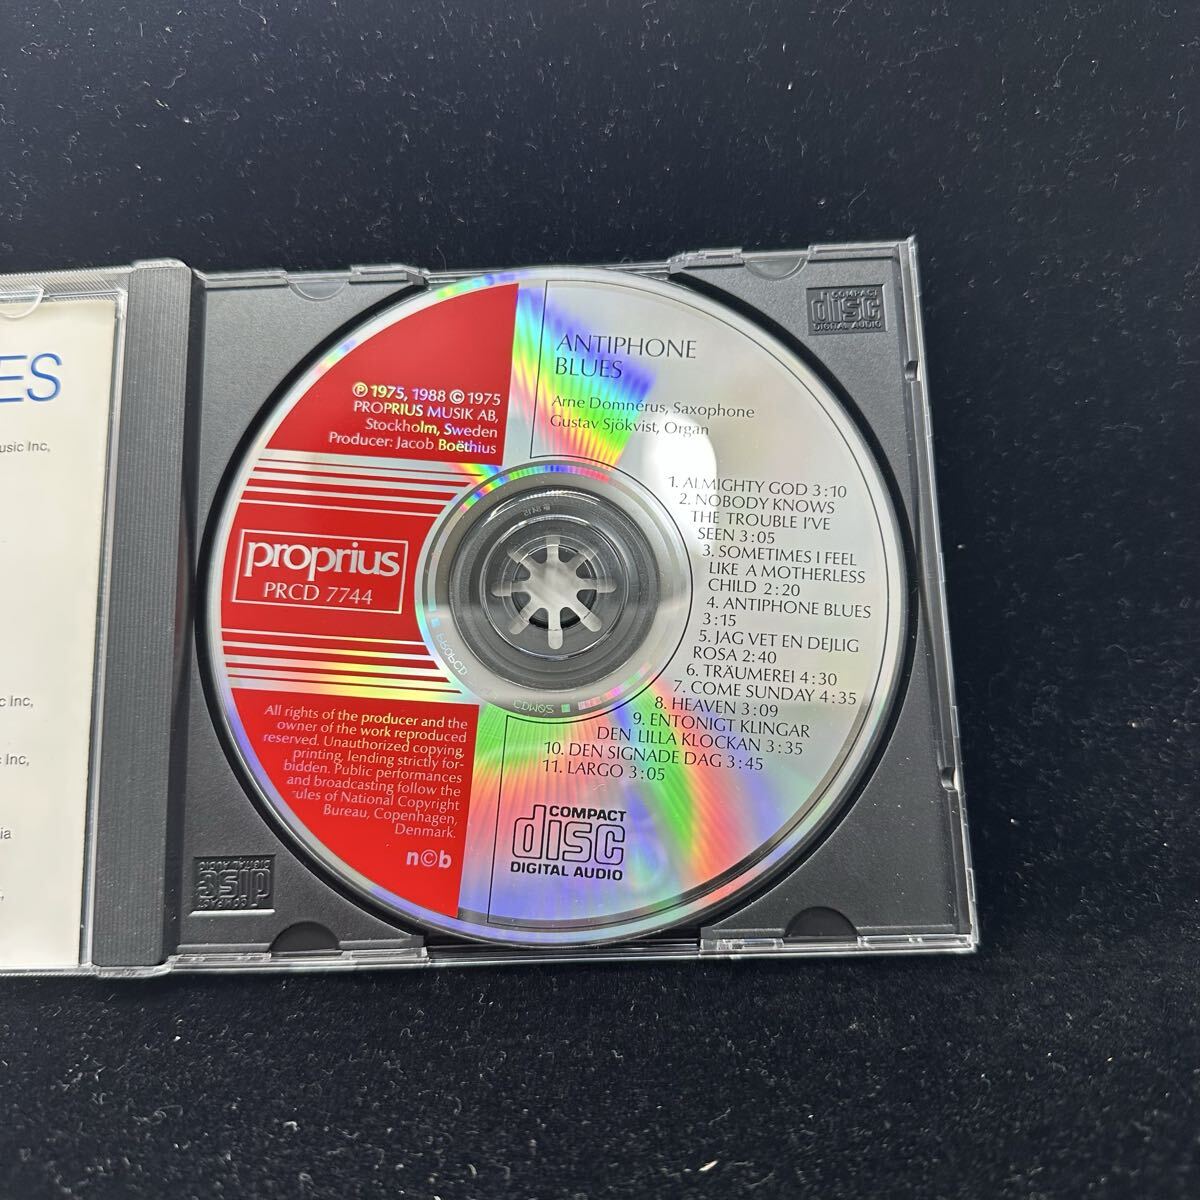 ES
usic Inc,
c Inc,
Inc,
ia
ANTIPHONE
BLUES
Arne Domnérus, Saxophone
Gustav Sjökvist, Organ
℗ 1975, 1988 © 1975
PROPRIUS MUSIK AB,
Stockholm, Sweden
Producer: Jacob Boëthius
proprius
PRCD 7744
1. ALMIGHTY GOD 3:10
2. NOBODY KNOWS
THE TROUBLE I'VE
SEEN 3:05
3. SOMETIMES I FEEL
LIKE A MOTHERLESS
CHILD 2:20
4. ANTIPHONE BLUES
3:15
5. JAG VET EN DEJLIG
ROSA 2:40
6. TRÄUMEREI 4:30
7. COME SUNDAY 4:35
8. HEAVEN 3:09
9. ENTONIGT KLINGAR
DEN LILLA KLOCKAN 3:35
10. DEN SIGNADE DAG 3:45
11. LARGO 3:05
All rights of the producer and the
owner of the work reproduced
reserved. Unauthorized copying,
printing, lending strictly for-
bidden. Public performances
and broadcasting follow the
rules of National Copyright
Bureau, Copenhagen,
Denmark.
n©b
COMPACT
disc
DIGITAL AUDIO
COMPACT
disc
DIGITAL AUDIO
COMPACT
disc
DIGITAL AUDIO